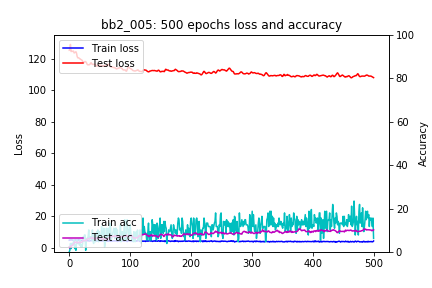 bb2_005: 500 epochs loss and accuracy
Train loss
Test loss
Train acc
Test acc
Loss
0
20
40
60
80
100
120
Accuracy
0
20
40
60
80
100
0
100
200
300
400
500